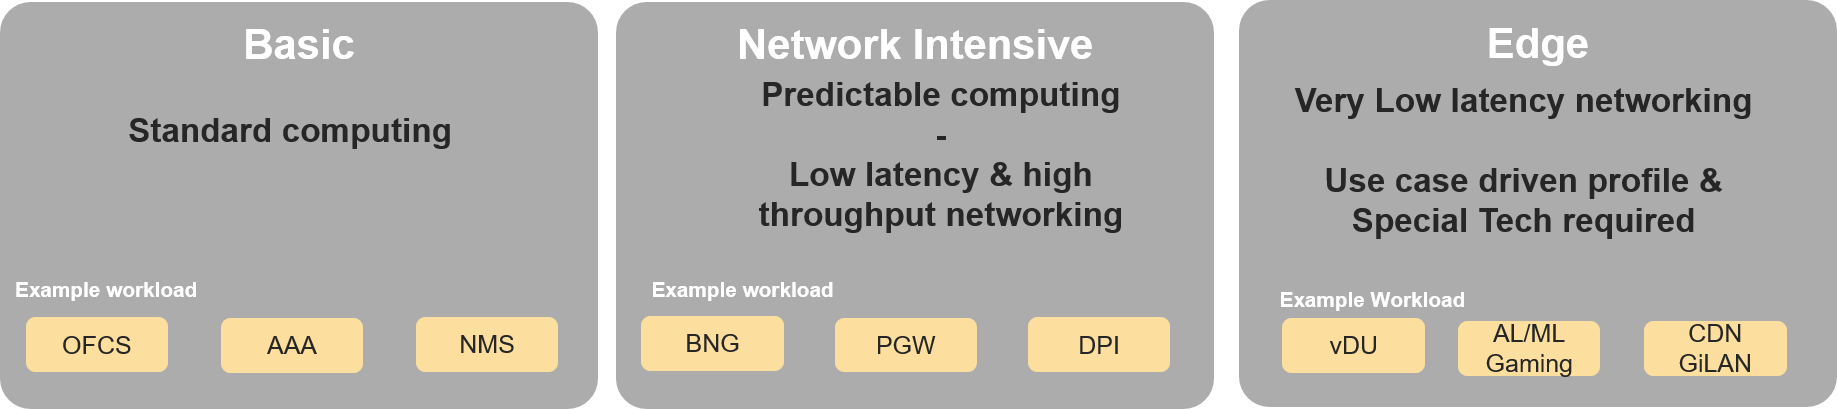 Basic
Standard computing
Example workload
OFCS
AAA
NMS
Network Intensive
Predictable computing
-
Low latency & high
throughput networking
Example workload
BNG
PGW
DPI
Edge
Very Low latency networking
Use case driven profile &
Special Tech required
Example Workload
vDU
AL/ML
Gaming
CDN
GiLAN